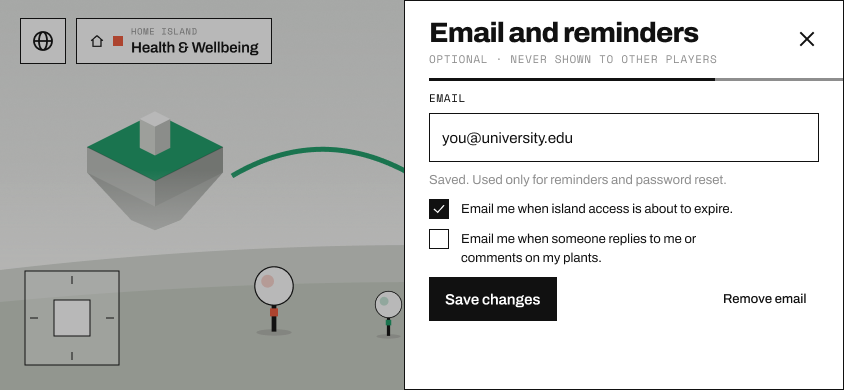 HOME ISLAND
Health & Wellbeing
Email and reminders
OPTIONAL · NEVER SHOWN TO OTHER PLAYERS
EMAIL
you@university.edu
Saved. Used only for reminders and password reset.
Email me when island access is about to expire.
Email me when someone replies to me or
comments on my plants.
Save changes
Remove email